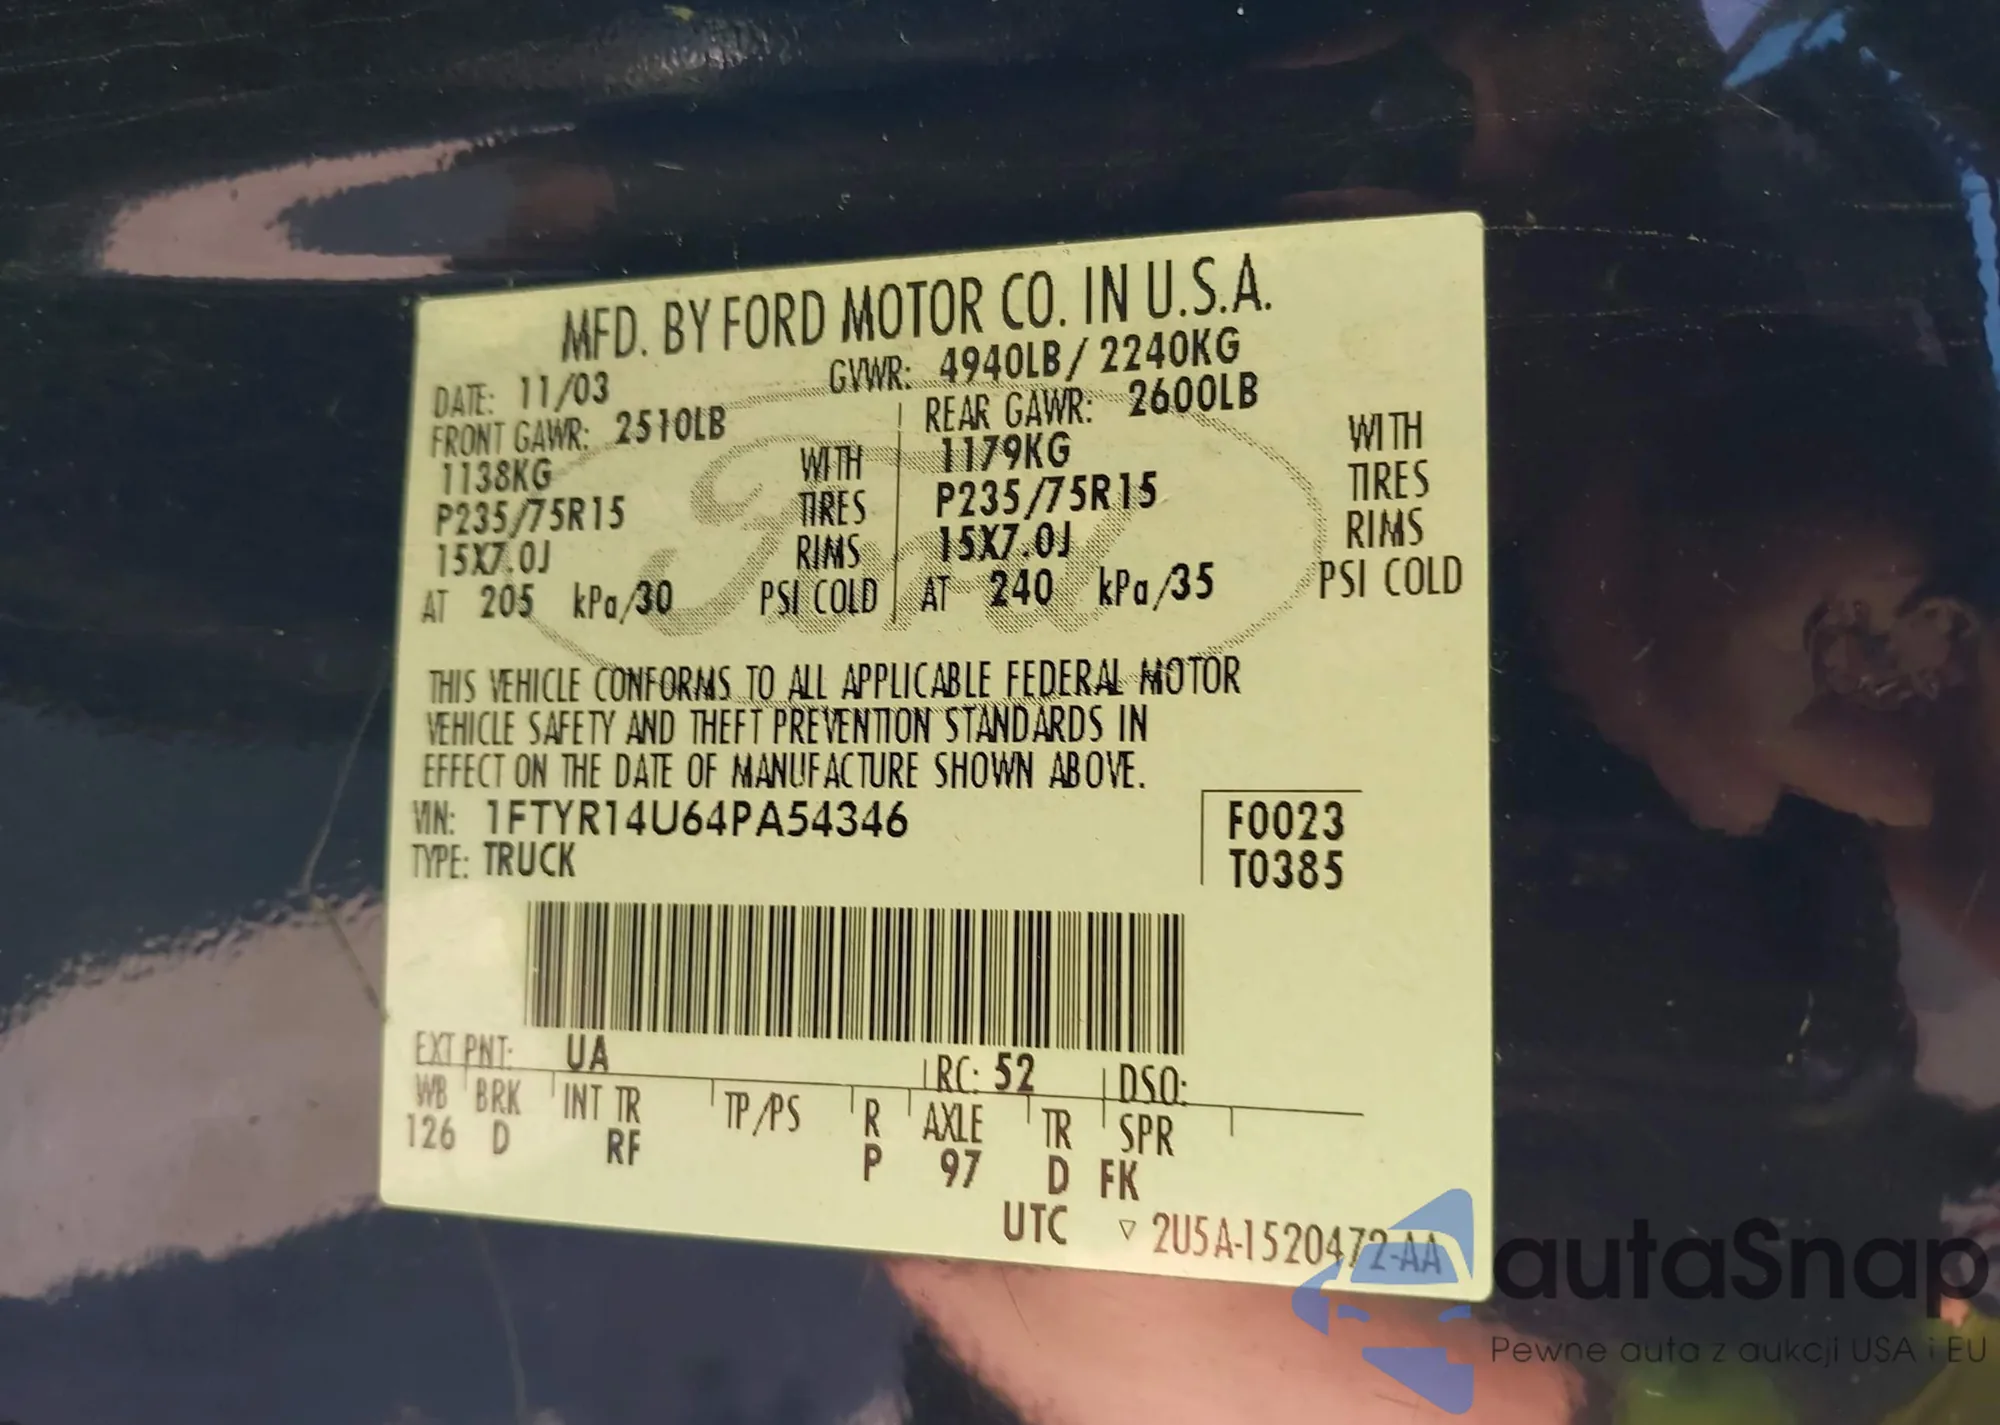 MFD. BY FORD MOTOR CO. IN U.S.A.
DATE: 11/03 GVWR: 4940LB/ 2240KG
FRONT GAWR: 2510LB REAR GAWR: 2600LB
1138KG WITH 1179KG WITH
P235/75R15 TIRES P235/75R15 TIRES
15X7.0J RIMS 15X7.0J RIMS
AT 205 kPa/30 PSI COLD AT 240 kPa/35 PSI COLD
Ford
THIS VEHICLE CONFORMS TO ALL APPLICABLE FEDERAL MOTOR
VEHICLE SAFETY AND THEFT PREVENTION STANDARDS IN
EFFECT ON THE DATE OF MANUFACTURE SHOWN ABOVE.
VIN: 1FTYR14U64PA54346 F0023
TYPE: TRUCK T0385
EXT PNT: UA RC: 52 DSO:
WB BRK INT TR TP/PS R AXLE TR SPR
126 D RF P 97 D FK
UTC ▽ 2U5A-1520472-AA
autaSnap
Pewne auta z aukcji USA i EU